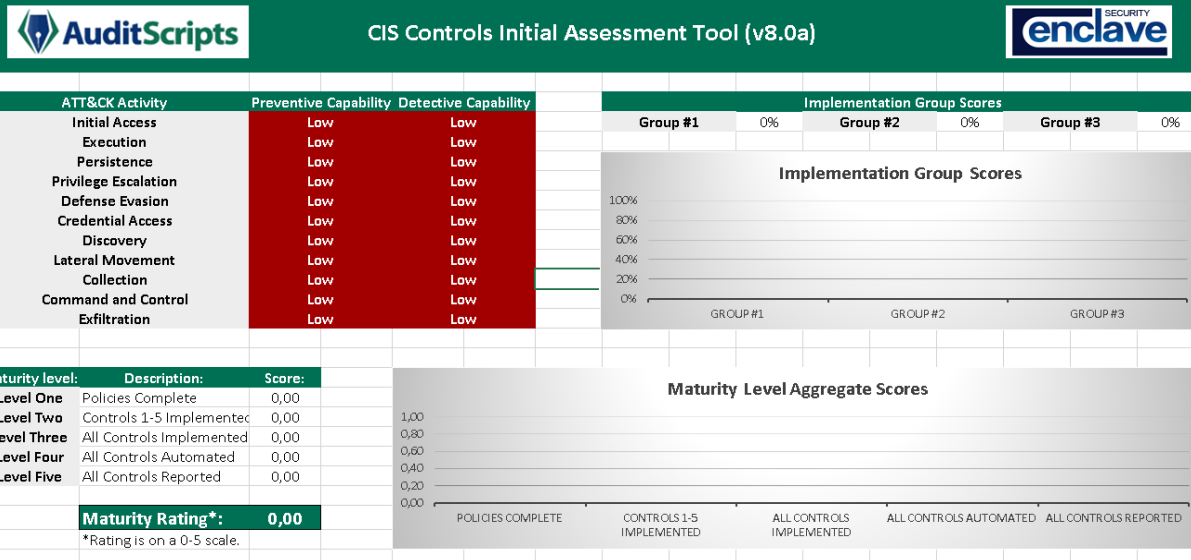 AuditScripts
CIS Controls Initial Assessment Tool (v8.0a)
SECURITY
enclave
ATT&CK Activity Preventive Capability Detective Capability
Initial Access Low Low
Execution Low Low
Persistence Low Low
Privilege Escalation Low Low
Defense Evasion Low Low
Credential Access Low Low
Discovery Low Low
Lateral Movement Low Low
Collection Low Low
Command and Control Low Low
Exfiltration Low Low
Implementation Group Scores
Group #1 0% Group #2 0% Group #3 0%
Implementation Group Scores
100%
80%
60%
40%
20%
0%
GROUP #1 GROUP #2 GROUP #3
aturity level: Description: Score:
Level One Policies Complete 0,00
Level Two Controls 1-5 Implemented 0,00
evel Three All Controls Implemented 0,00
Level Four All Controls Automated 0,00
Level Five All Controls Reported 0,00
Maturity Rating*: 0,00
*Rating is on a 0-5 scale.
Maturity Level Aggregate Scores
1,00
0,80
0,60
0,40
0,20
0,00
POLICIES COMPLETE CONTROLS 1-5 ALL CONTROLS ALL CONTROLS AUTOMATED ALL CONTROLS REPORTED
IMPLEMENTED IMPLEMENTED